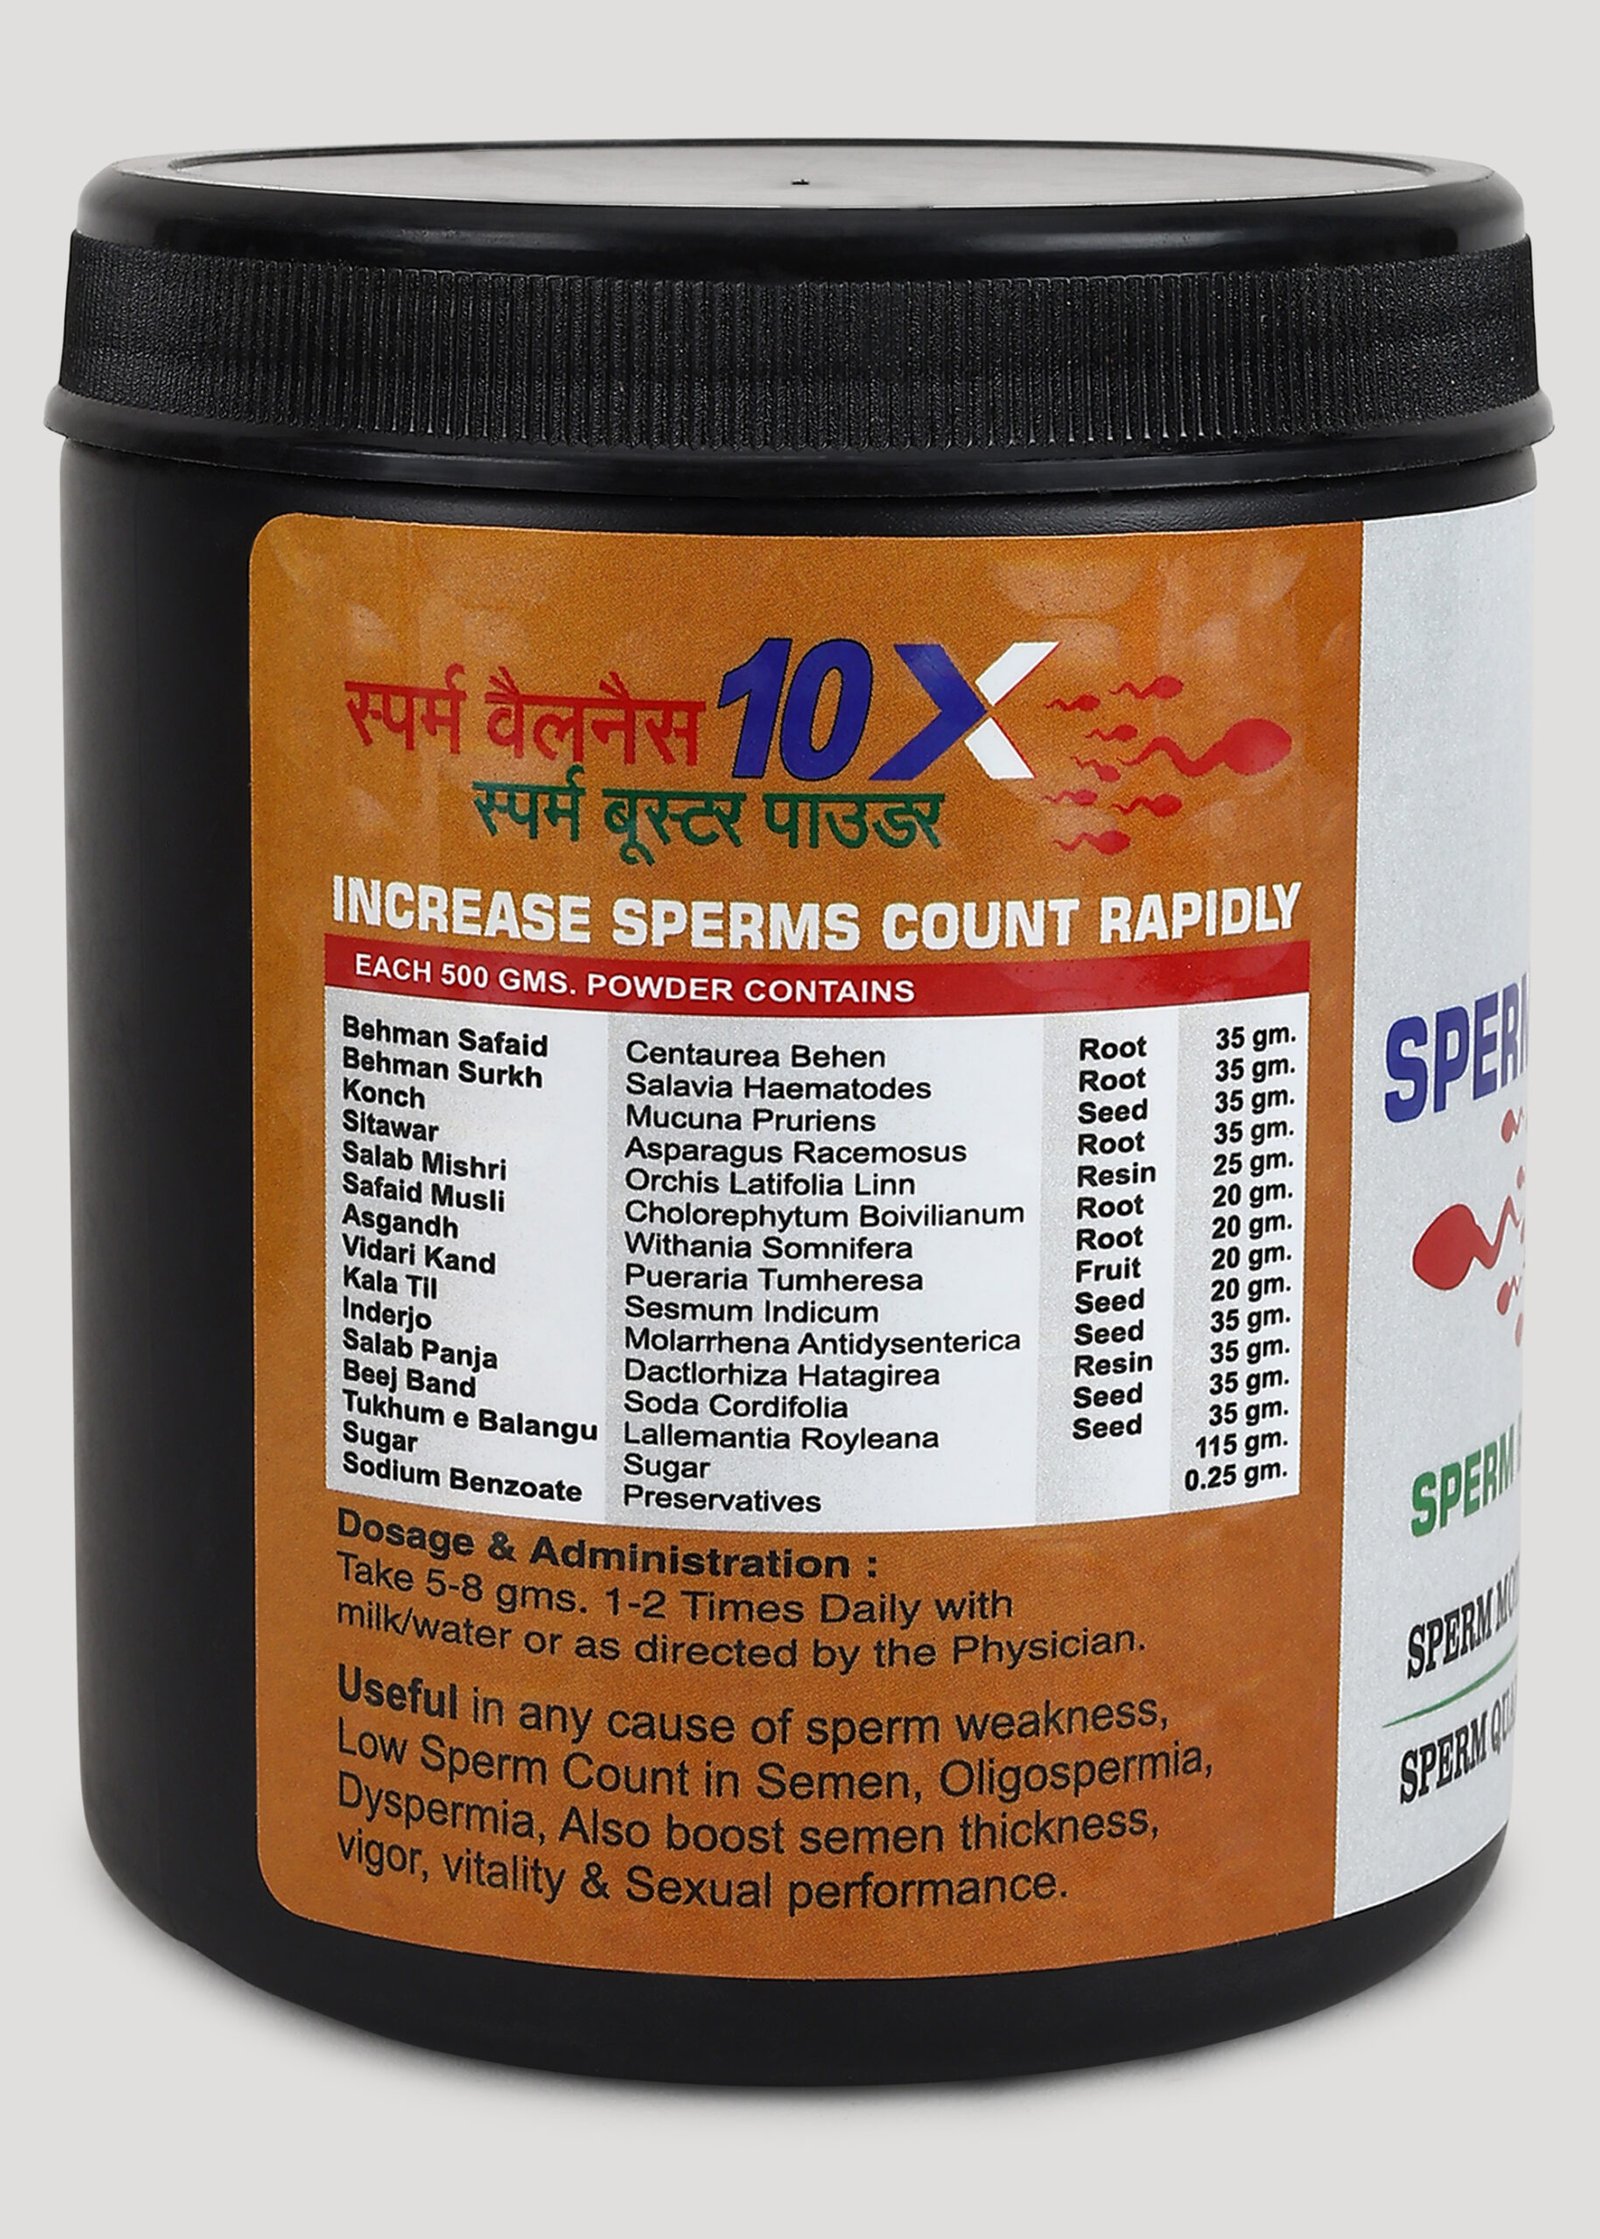 स्पर्म वैलनैस 10X
स्पर्म बूस्टर पाउडर
INCREASE SPERMS COUNT RAPIDLY
EACH 500 GMS. POWDER CONTAINS
Behman Safaid Centaurea Behen Root 35 gm.
Behman Surkh Salavia Haematodes Root 35 gm.
Konch Mucuna Pruriens Seed 35 gm.
Sitawar Asparagus Racemosus Root 35 gm.
Salab Mishri Orchis Latifolia Linn Resin 25 gm.
Safaid Musli Cholorephytum Boivilianum Root 20 gm.
Asgandh Withania Somnifera Root 20 gm.
Vidari Kand Pueraria Tumheresa Fruit 20 gm.
Kala Til Sesmum Indicum Seed 20 gm.
Inderjo Molarrhena Antidysenterica Seed 35 gm.
Salab Panja Dactlorhiza Hatagirea Resin 35 gm.
Beej Band Soda Cordifolia Seed 35 gm.
Tukhum e Balangu Lallemantia Royleana Seed 35 gm.
Sugar Sugar 115 gm.
Sodium Benzoate Preservatives 0.25 gm.
Dosage & Administration :
Take 5-8 gms. 1-2 Times Daily with
milk/water or as directed by the Physician.
Useful in any cause of sperm weakness,
Low Sperm Count in Semen, Oligospermia,
Dyspermia, Also boost semen thickness,
vigor, vitality & Sexual performance.
SPERM
SPERM
SPERM
SPERM